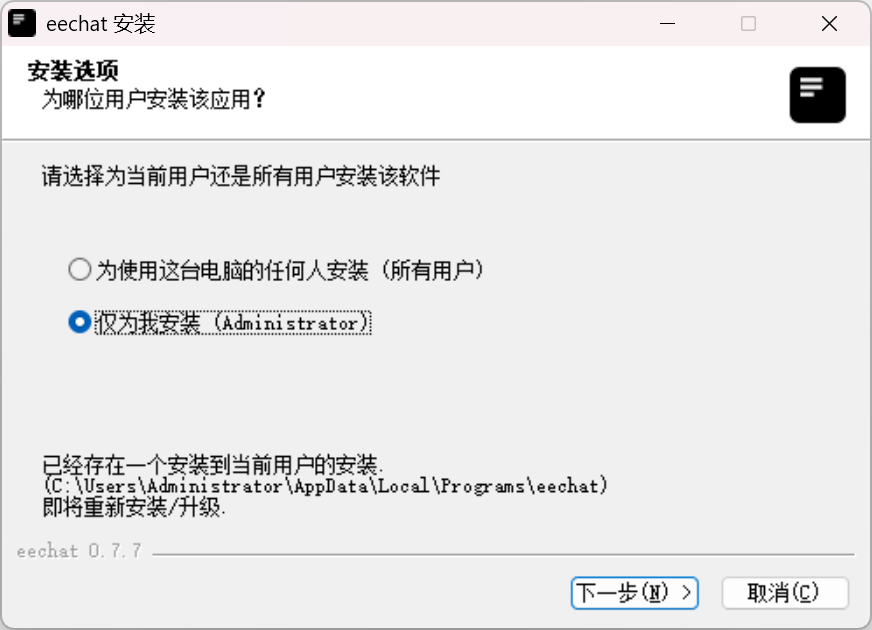 eechat 安装
安装选项
为哪位用户安装该应用？
请选择为当前用户还是所有用户安装该软件
为使用这台电脑的任何人安装（所有用户）
仅为我安装（Administrator）
已经存在一个安装到当前用户的安装.
(C:\Users\Administrator\AppData\Local\Programs\eechat)
即将重新安装/升级.
eechat 0.7.7
下一步(N) >
取消(C)